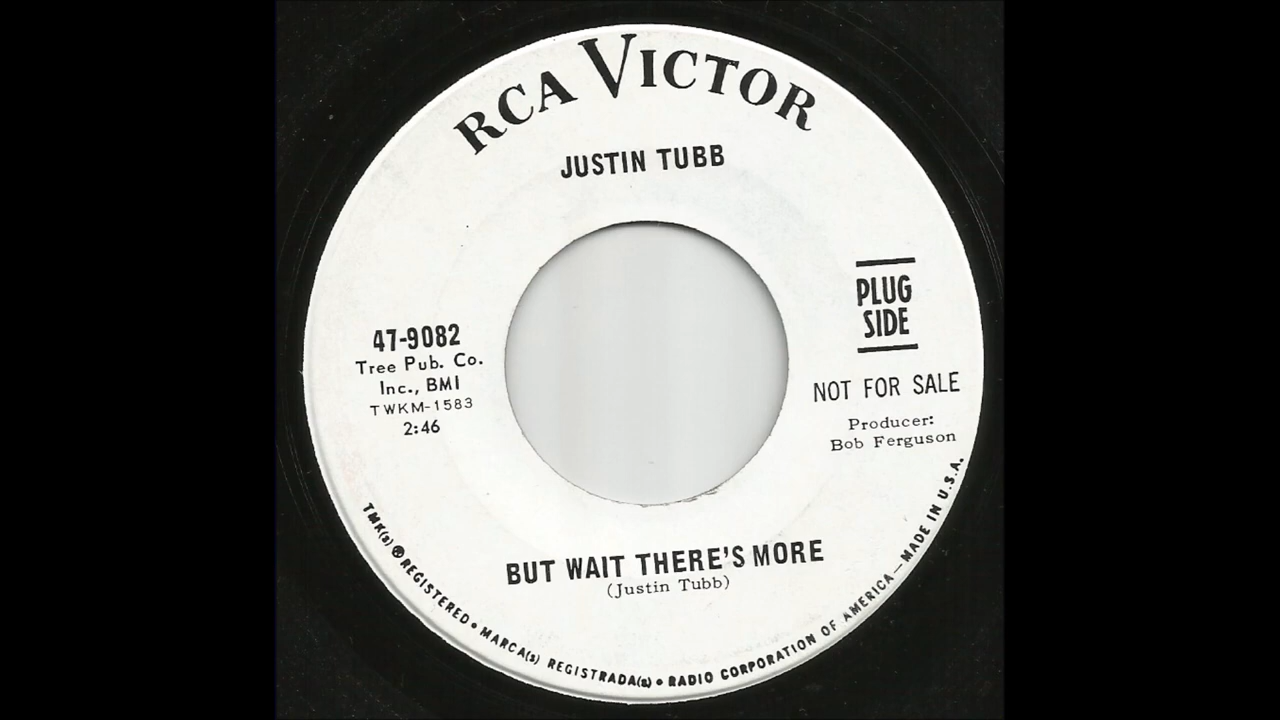 RCA VICTOR
JUSTIN TUBB
PLUG
SIDE
47-9082
Tree Pub. Co.
Inc., BMI
TWKM-1583
2:46
NOT FOR SALE
Producer:
Bob Ferguson
BUT WAIT THERE'S MORE
(Justin Tubb)
TMK(s) ® REGISTERED • MARCA(s) REGISTRADA(s) • RADIO CORPORATION OF AMERICA — MADE IN U.S.A.